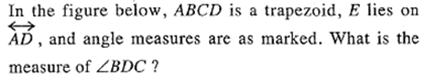 In the figure below, ABCD is a trapezoid, E lies on
$\overleftrightarrow{AD}$, and angle measures are as marked. What is the
measure of ∠BDC ?